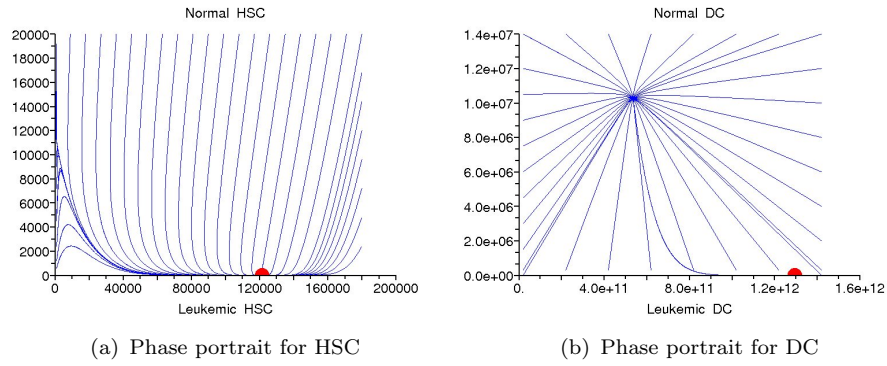 Normal HSC
20000
18000
16000
14000
12000
10000
8000
6000
4000
2000
0
0 40000 80000 120000 160000 200000
Leukemic HSC
(a) Phase portrait for HSC
Normal DC
1.4e+07
1.2e+07
1.0e+07
8.0e+06
6.0e+06
4.0e+06
2.0e+06
0.0e+00
0. 4.0e+11 8.0e+11 1.2e+12 1.6e+12
Leukemic DC
(b) Phase portrait for DC